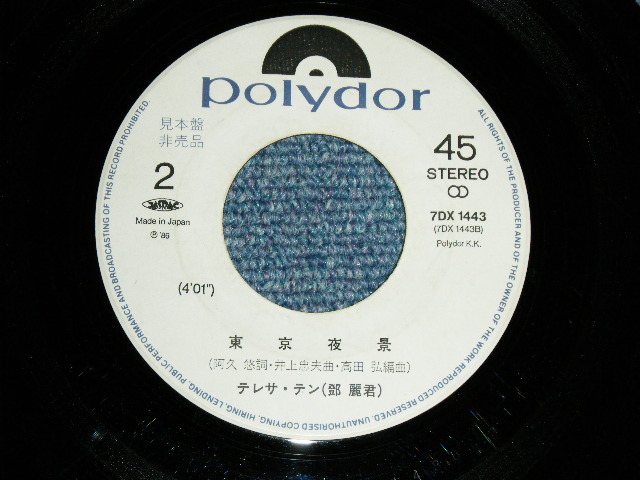 polydor
見本盤
非売品
2
JASRAC
Made in Japan
℗'86
45
STEREO
7DX 1443
(7DX 1443B)
Polydor K.K.
(4'01")
東京夜景
(阿久 悠詞・井上忠夫曲・高田 弘編曲)
テレサ・テン(鄧 麗君)
ALL RIGHTS OF THE PRODUCER AND OF THE OWNER OF THE WORK REPRODUCED RESERVED. UNAUTHORISED COPYING, HIRING, LENDING, PUBLIC PERFORMANCE AND BROADCASTING OF THIS RECORD PROHIBITED.